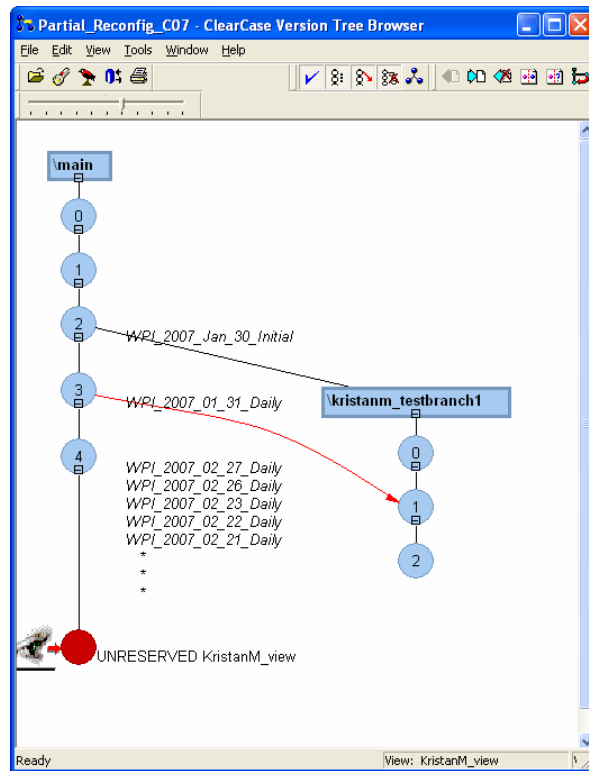 Partial_Reconfig_C07 - ClearCase Version Tree Browser
File Edit View Tools Window Help
\main
0
1
2
WPI_2007_Jan_30_Initial
3
WPI_2007_01_31_Daily
\kristanm_testbranch1
4
0
WPI_2007_02_27_Daily
WPI_2007_02_26_Daily
WPI_2007_02_23_Daily
1
WPI_2007_02_22_Daily
WPI_2007_02_21_Daily
*
2
*
*
UNRESERVED KristanM_view
Ready View: KristanM_view